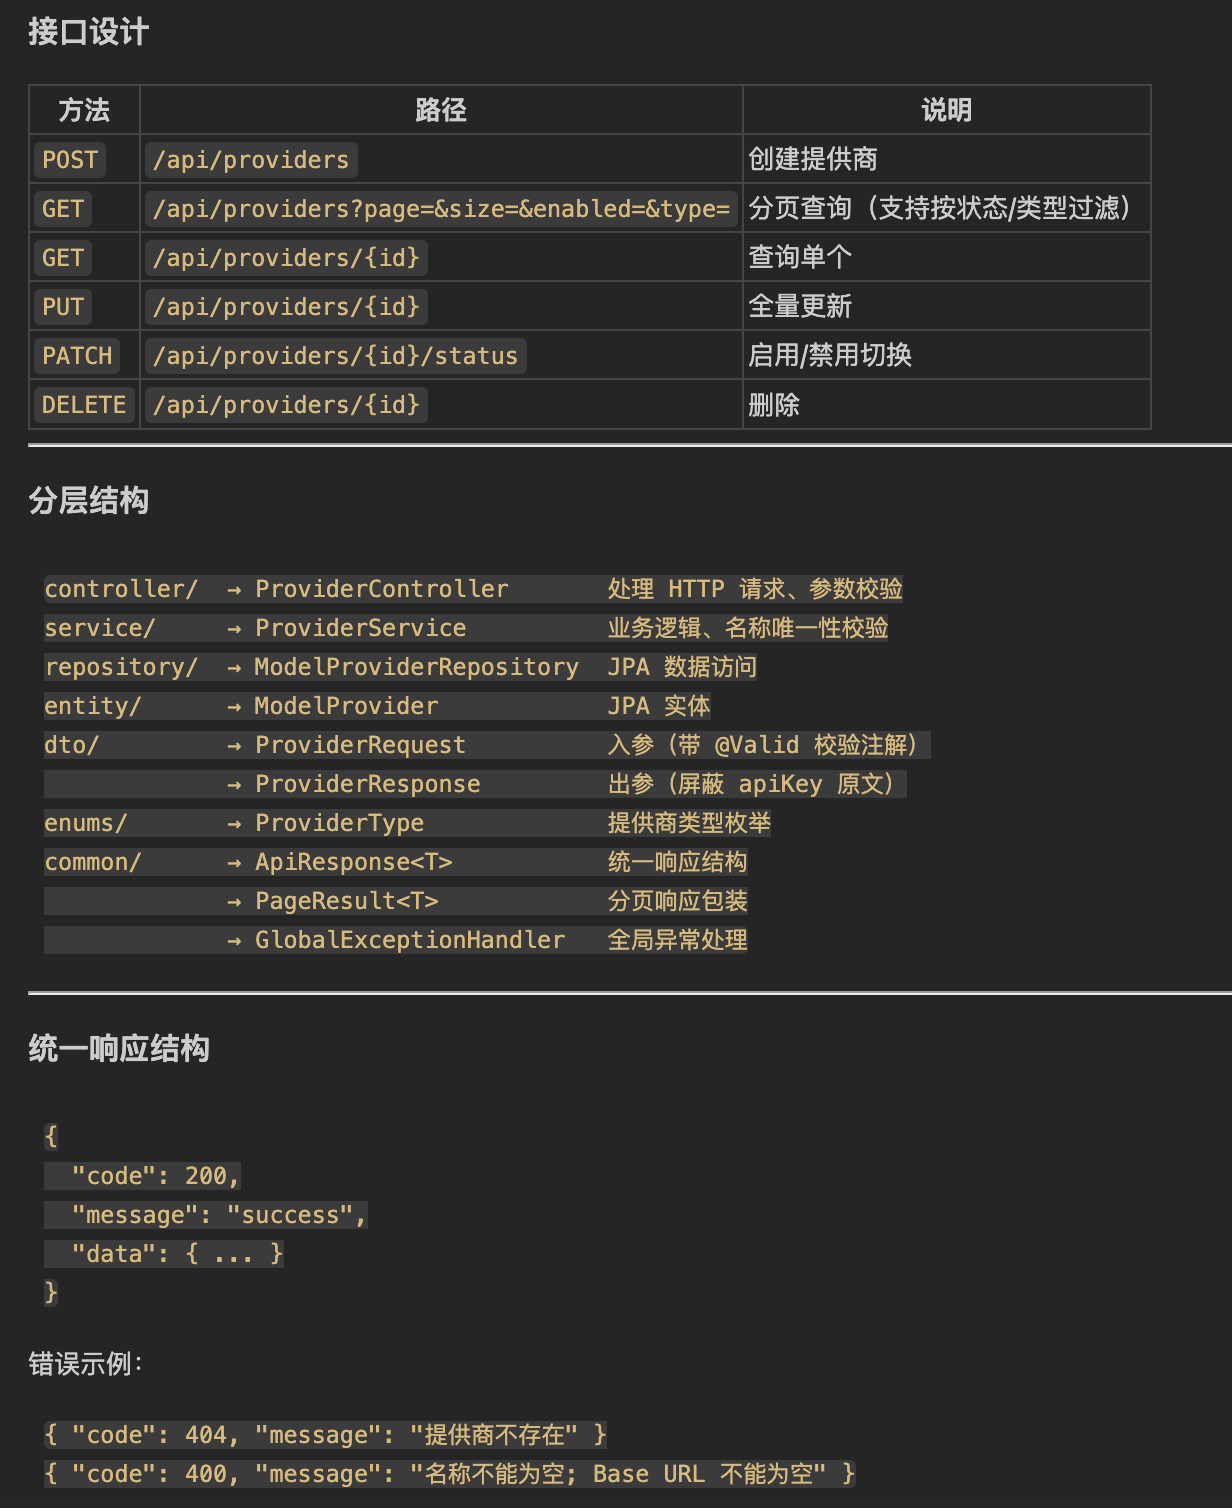 接口设计
方法 路径 说明
POST /api/providers 创建提供商
GET /api/providers?page=&size=&enabled=&type= 分页查询（支持按状态/类型过滤）
GET /api/providers/{id} 查询单个
PUT /api/providers/{id} 全量更新
PATCH /api/providers/{id}/status 启用/禁用切换
DELETE /api/providers/{id} 删除
分层结构
controller/  → ProviderController       处理 HTTP 请求、参数校验
service/     → ProviderService          业务逻辑、名称唯一性校验
repository/  → ModelProviderRepository  JPA 数据访问
entity/      → ModelProvider            JPA 实体
dto/         → ProviderRequest          入参（带 @Valid 校验注解）
             → ProviderResponse         出参（屏蔽 apiKey 原文）
enums/       → ProviderType             提供商类型枚举
common/      → ApiResponse<T>           统一响应结构
             → PageResult<T>            分页响应包装
             → GlobalExceptionHandler   全局异常处理
统一响应结构
{
  "code": 200,
  "message": "success",
  "data": { ... }
}
错误示例：
{ "code": 404, "message": "提供商不存在" }
{ "code": 400, "message": "名称不能为空; Base URL 不能为空" }